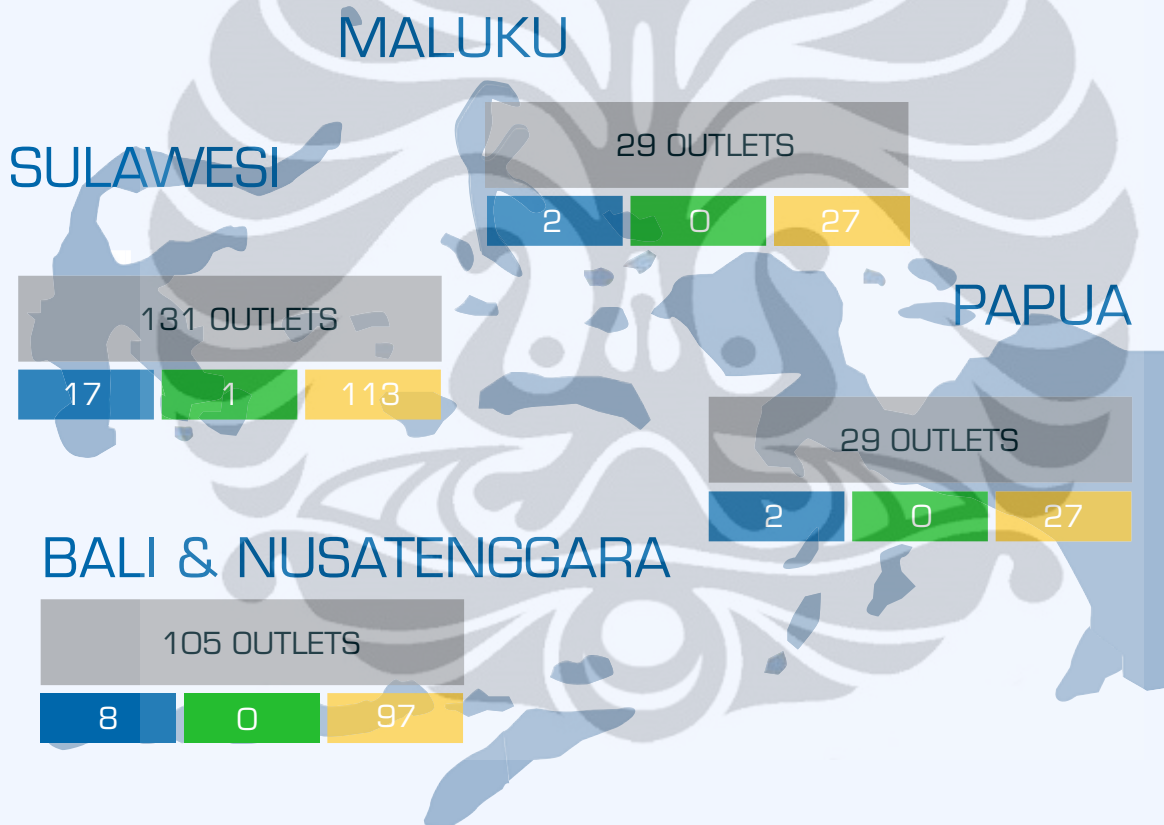 MALUKU
29 OUTLETS
2 0 27
SULAWESI
131 OUTLETS
17 1 113
PAPUA
29 OUTLETS
2 0 27
BALI & NUSATENGGARA
105 OUTLETS
8 0 97